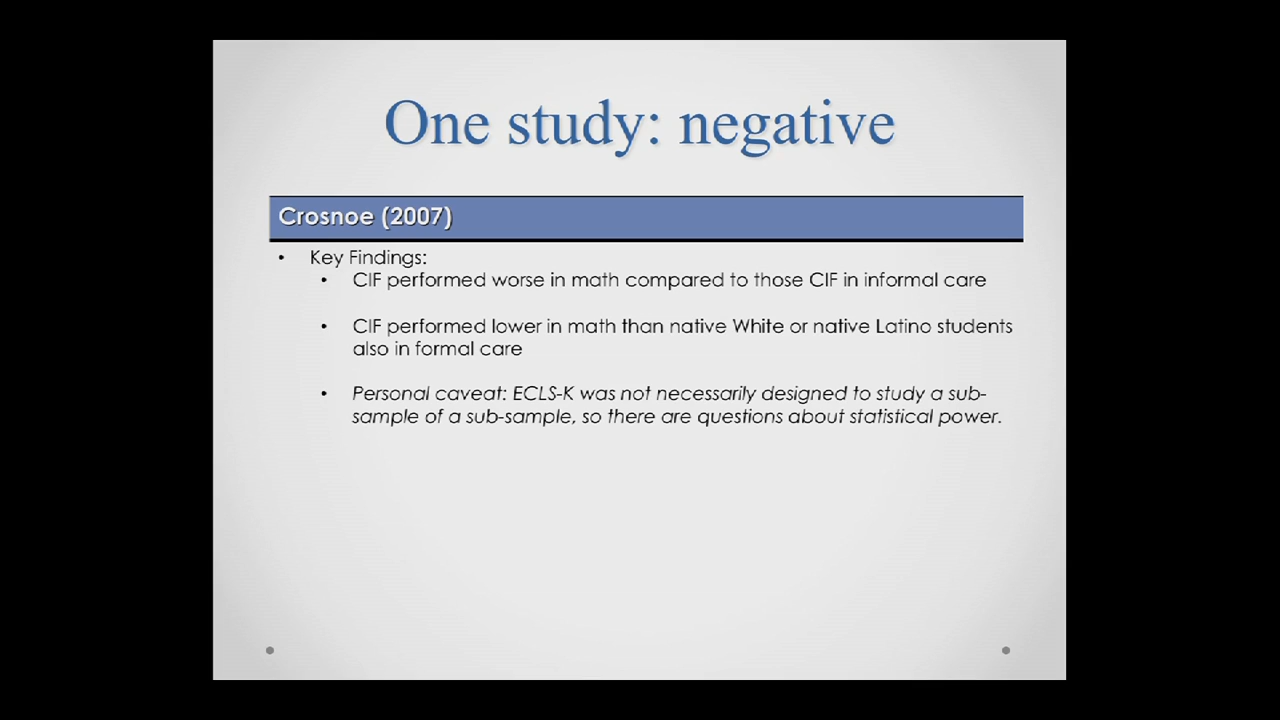 One study: negative
Crosnoe (2007)
• Key Findings:
• CIF performed worse in math compared to those CIF in informal care
• CIF performed lower in math than native White or native Latino students
also in formal care
• Personal caveat: ECLS-K was not necessarily designed to study a sub-
sample of a sub-sample, so there are questions about statistical power.